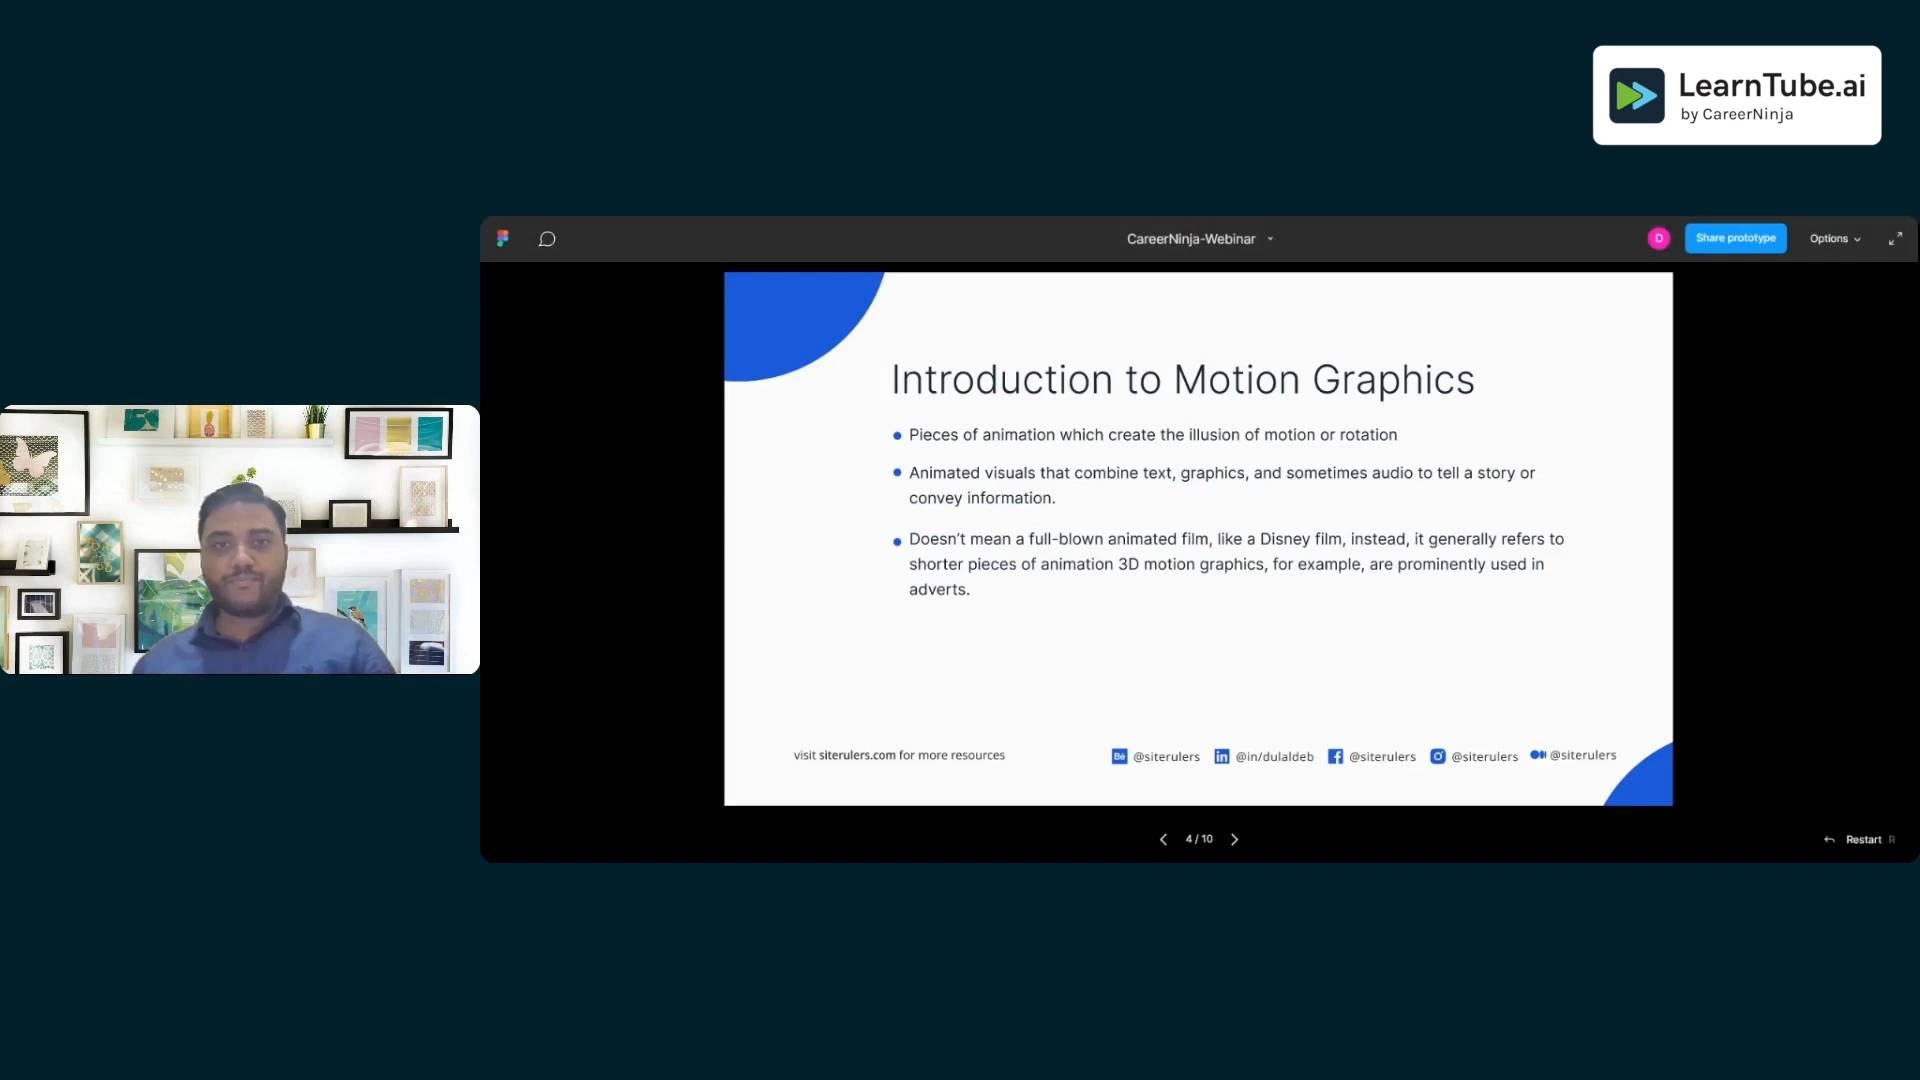 LearnTube.ai
by CareerNinja
CareerNinja-Webinar
D
Share prototype
Options
Introduction to Motion Graphics
Pieces of animation which create the illusion of motion or rotation
Animated visuals that combine text, graphics, and sometimes audio to tell a story or
convey information.
Doesn't mean a full-blown animated film, like a Disney film, instead, it generally refers to
shorter pieces of animation 3D motion graphics, for example, are prominently used in
adverts.
visit siterulers.com for more resources
Bē @siterulers
in @in/dulaldeb
@siterulers
@siterulers
@siterulers
4 / 10
Restart R